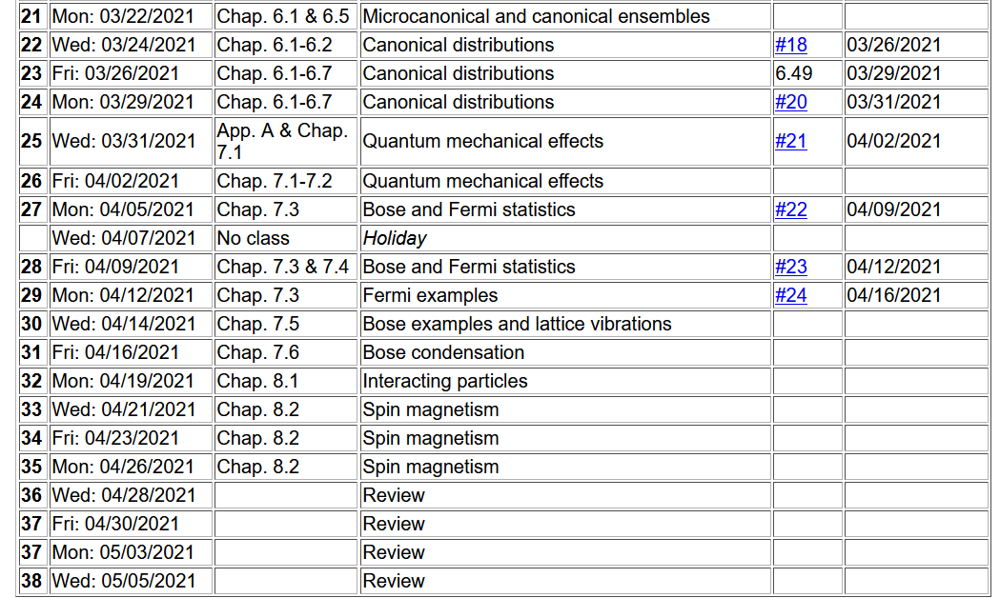 21 Mon: 03/22/2021 Chap. 6.1 & 6.5 Microcanonical and canonical ensembles
22 Wed: 03/24/2021 Chap. 6.1-6.2 Canonical distributions #18 03/26/2021
23 Fri: 03/26/2021 Chap. 6.1-6.7 Canonical distributions 6.49 03/29/2021
24 Mon: 03/29/2021 Chap. 6.1-6.7 Canonical distributions #20 03/31/2021
25 Wed: 03/31/2021 App. A & Chap. 7.1 Quantum mechanical effects #21 04/02/2021
26 Fri: 04/02/2021 Chap. 7.1-7.2 Quantum mechanical effects
27 Mon: 04/05/2021 Chap. 7.3 Bose and Fermi statistics #22 04/09/2021
Wed: 04/07/2021 No class Holiday
28 Fri: 04/09/2021 Chap. 7.3 & 7.4 Bose and Fermi statistics #23 04/12/2021
29 Mon: 04/12/2021 Chap. 7.3 Fermi examples #24 04/16/2021
30 Wed: 04/14/2021 Chap. 7.5 Bose examples and lattice vibrations
31 Fri: 04/16/2021 Chap. 7.6 Bose condensation
32 Mon: 04/19/2021 Chap. 8.1 Interacting particles
33 Wed: 04/21/2021 Chap. 8.2 Spin magnetism
34 Fri: 04/23/2021 Chap. 8.2 Spin magnetism
35 Mon: 04/26/2021 Chap. 8.2 Spin magnetism
36 Wed: 04/28/2021 Review
37 Fri: 04/30/2021 Review
37 Mon: 05/03/2021 Review
38 Wed: 05/05/2021 Review